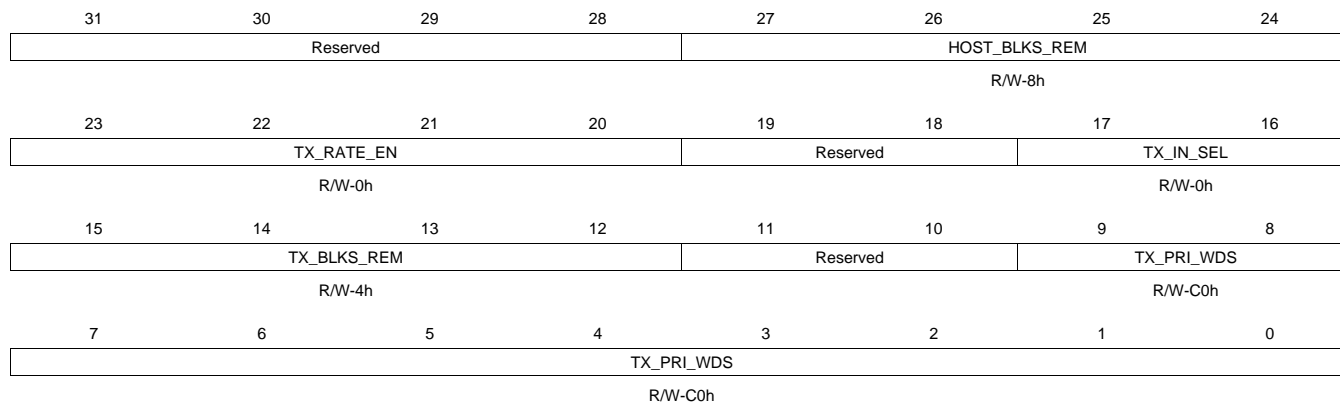 31 30 29 28 27 26 25 24
Reserved HOST_BLKS_REM
R/W-8h
23 22 21 20 19 18 17 16
TX_RATE_EN Reserved TX_IN_SEL
R/W-0h R/W-0h
15 14 13 12 11 10 9 8
TX_BLKS_REM Reserved TX_PRI_WDS
R/W-4h R/W-C0h
7 6 5 4 3 2 1 0
TX_PRI_WDS
R/W-C0h